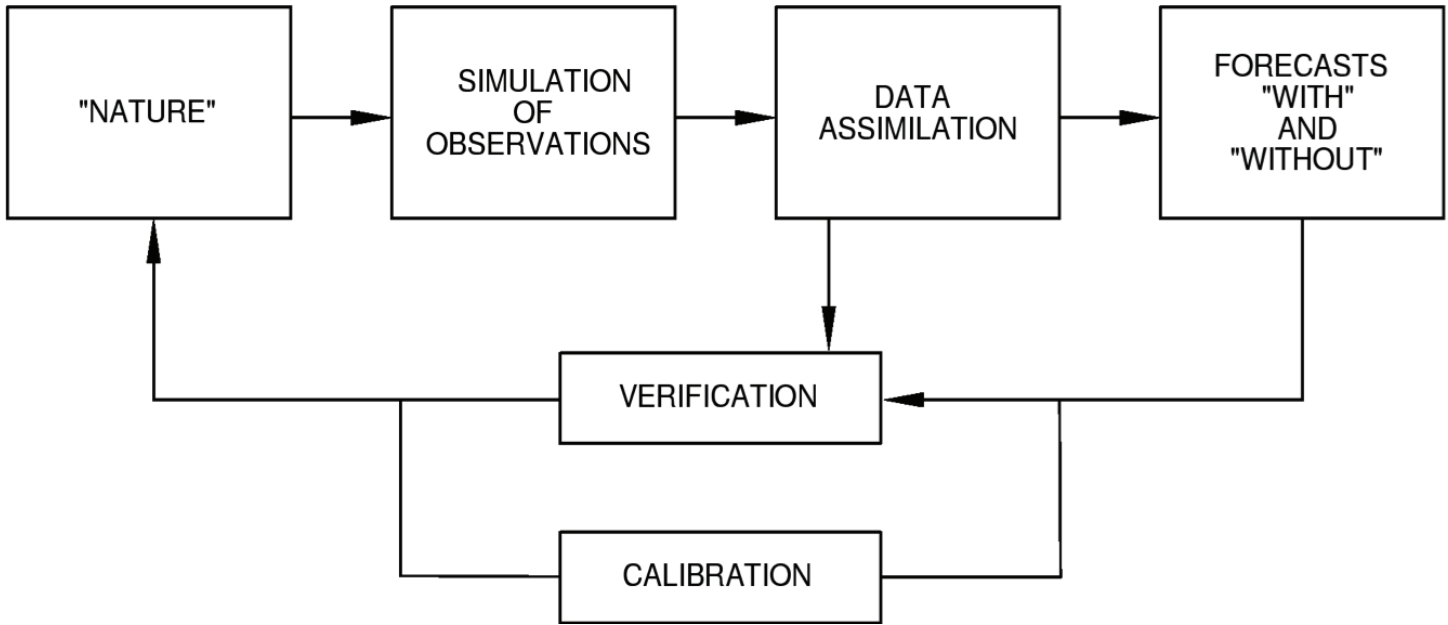 "NATURE"
SIMULATION
OF
OBSERVATIONS
DATA
ASSIMILATION
FORECASTS
"WITH"
AND
"WITHOUT"
VERIFICATION
CALIBRATION